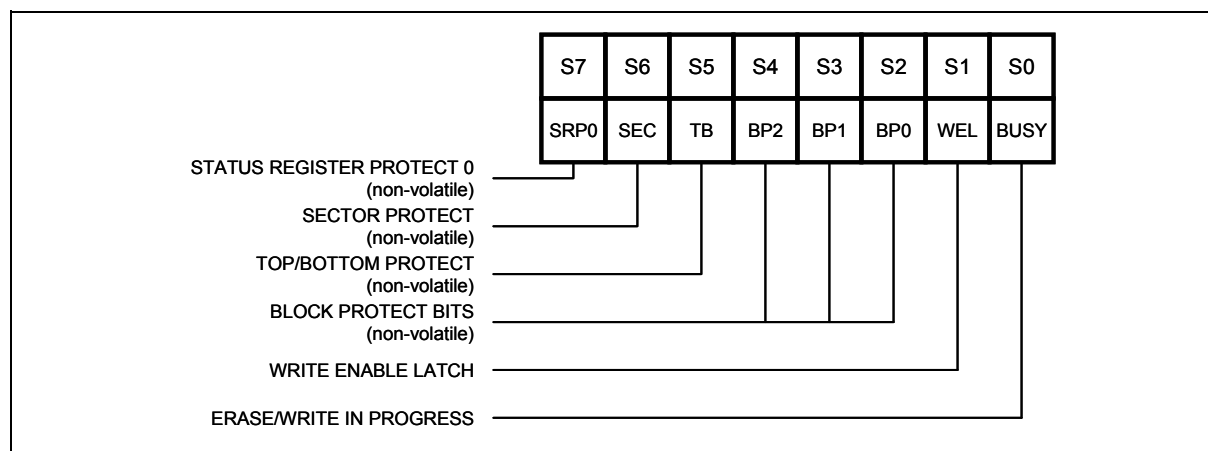 S7 S6 S5 S4 S3 S2 S1 S0
SRP0 SEC TB BP2 BP1 BP0 WEL BUSY
STATUS REGISTER PROTECT 0
(non-volatile)
SECTOR PROTECT
(non-volatile)
TOP/BOTTOM PROTECT
(non-volatile)
BLOCK PROTECT BITS
(non-volatile)
WRITE ENABLE LATCH
ERASE/WRITE IN PROGRESS